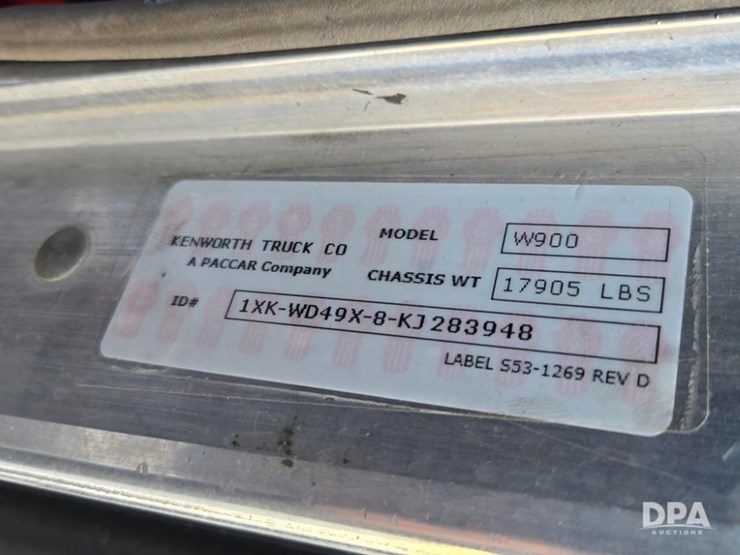 KENWORTH TRUCK CO
A PACCAR Company
MODEL W900
CHASSIS WT 17905 LBS
ID# 1XK-WD49X-8-KJ283948
LABEL S53-1269 REV D
DPA
AUCTIONS